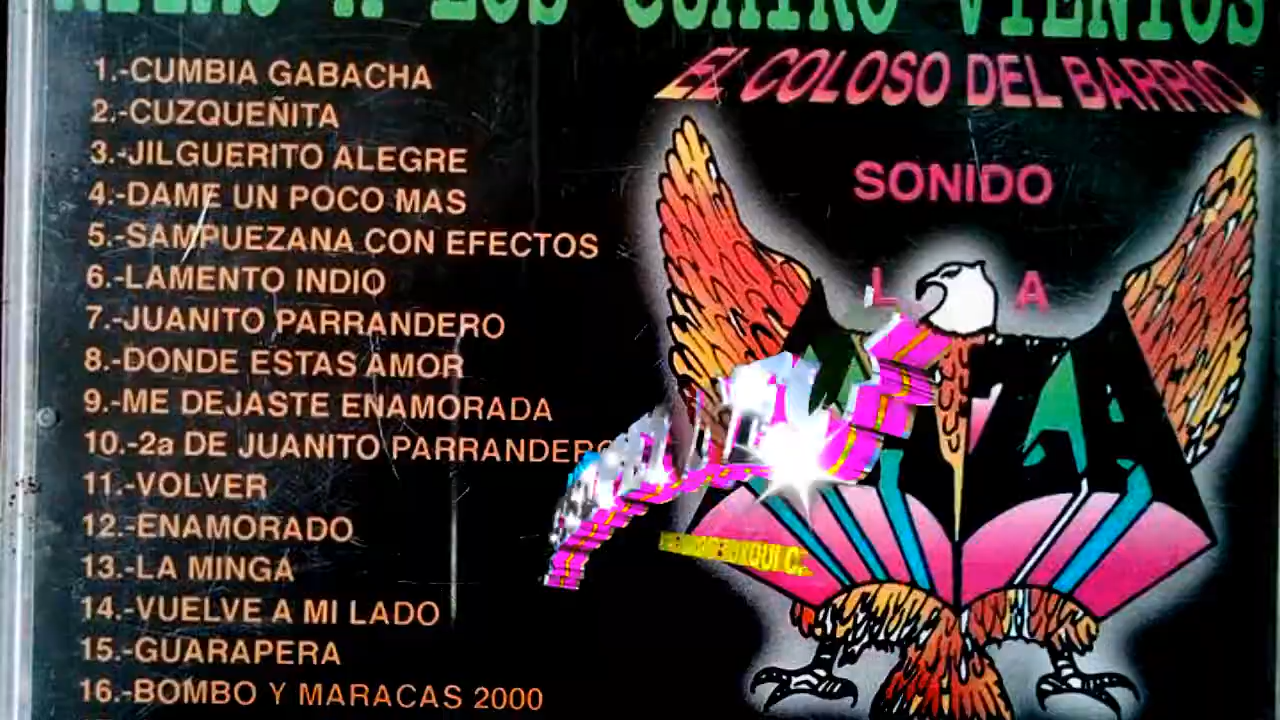 A LOS CUATRO VIENTOS
EL COLOSO DEL BARRIO
SONIDO
L A
1.-CUMBIA GABACHA
2.-CUZQUEÑITA
3.-JILGUERITO ALEGRE
4.-DAME UN POCO MAS
5.-SAMPUEZANA CON EFECTOS
6.-LAMENTO INDIO
7.-JUANITO PARRANDERO
8.-DONDE ESTAS AMOR
9.-ME DEJASTE ENAMORADA
10.-2a DE JUANITO PARRANDERO
11.-VOLVER
12.-ENAMORADO
13.-LA MINGA
14.-VUELVE A MI LADO
15.-GUARAPERA
16.-BOMBO Y MARACAS 2000